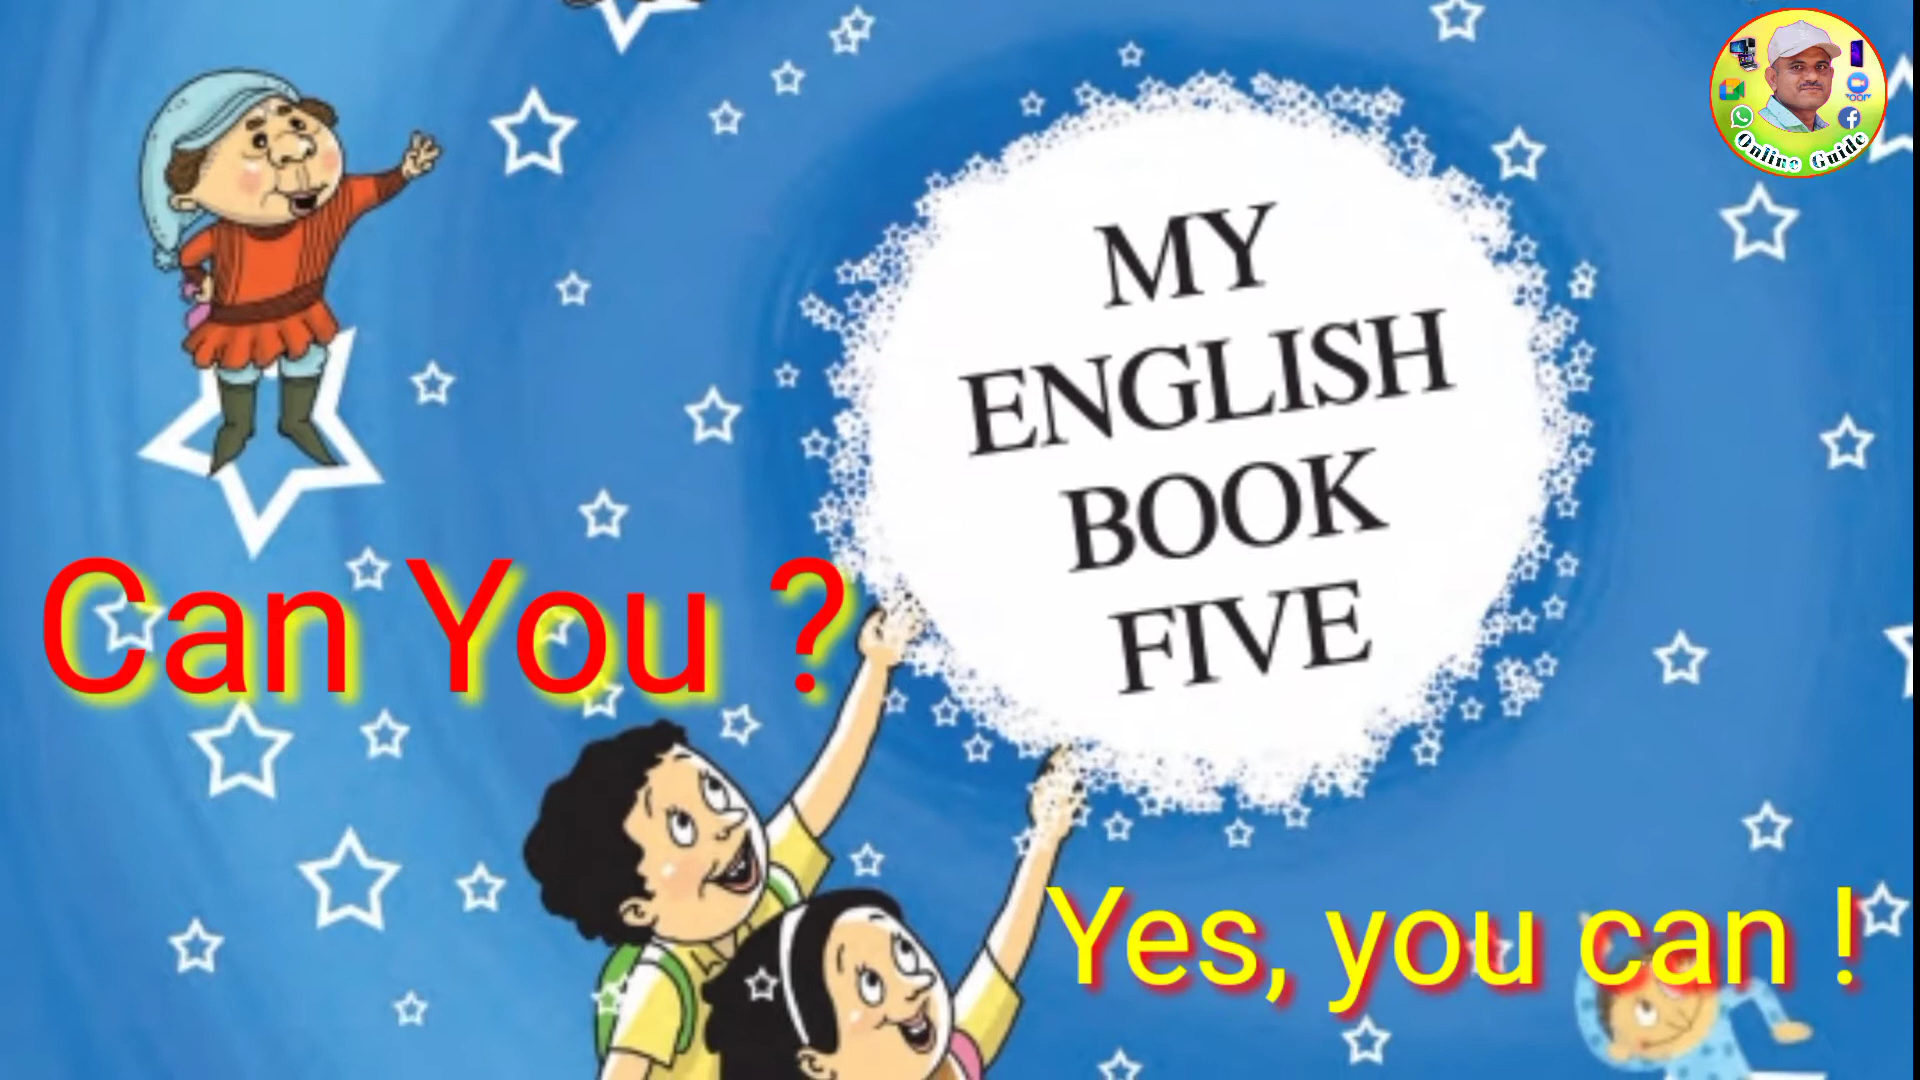 MY
ENGLISH
BOOK
FIVE
Can You ?
Yes, you can !
Online Guide